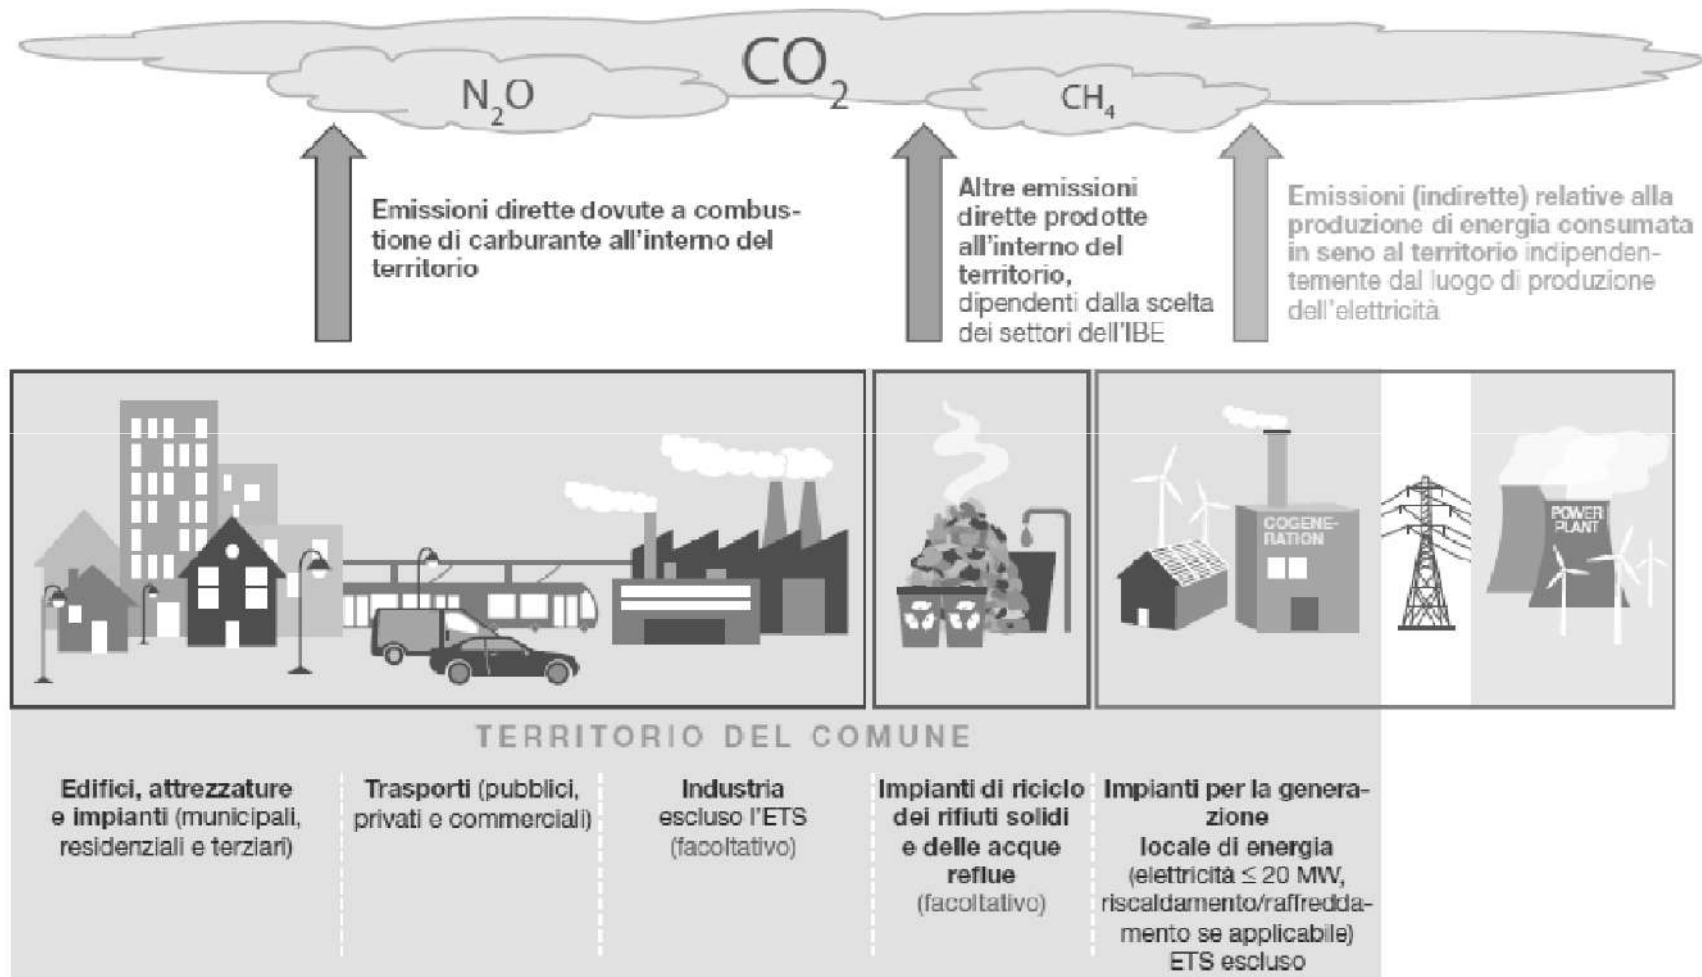 CO₂
N₂O
CH₄
Emissioni dirette dovute a combus-
tione di carburante all'interno del
territorio
Altre emissioni
dirette prodotte
all'interno del
territorio,
dipendenti dalla scelta
dei settori dell'IBE
Emissioni (indirette) relative alla
produzione di energia consumata
in seno al territorio indipenden-
temente dal luogo di produzione
dell'elettricità
COGENE-
RATION
POWER
PLANT
TERRITORIO DEL COMUNE
Edifici, attrezzature
e impianti (municipali,
residenziali e terziari)
Trasporti (pubblici,
privati e commerciali)
Industria
escluso l'ETS
(facoltativo)
Impianti di riciclo
dei rifiuti solidi
e delle acque
reflue
(facoltativo)
Impianti per la genera-
zione
locale di energia
(elettricità ≤ 20 MW,
riscaldamento/raffredda-
mento se applicabile)
ETS escluso